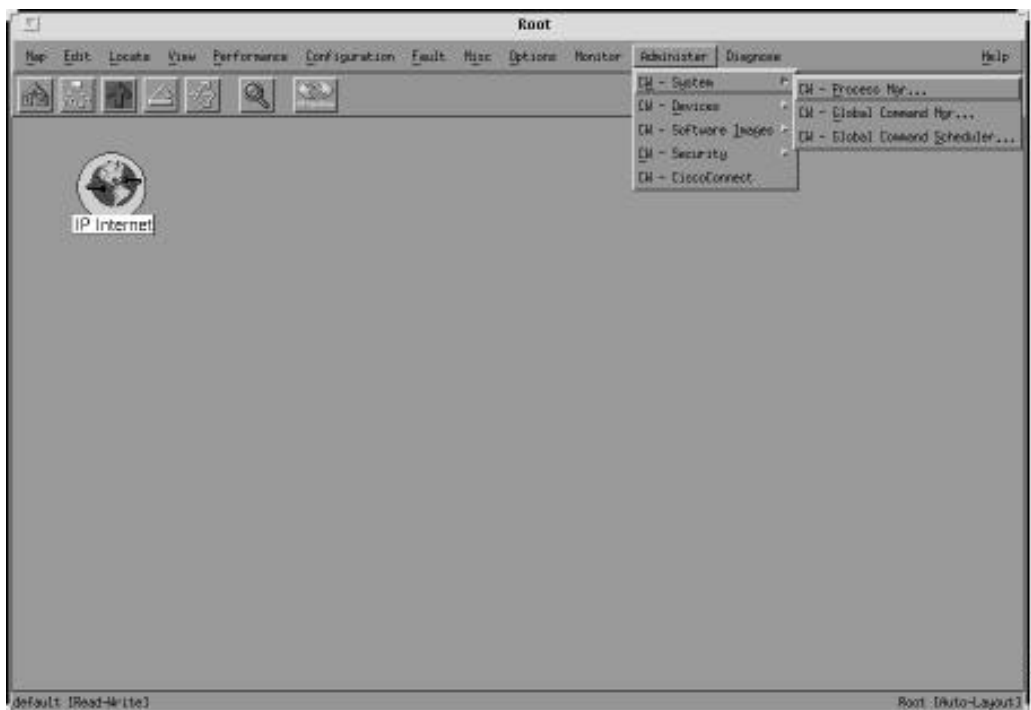 Root
Map Edit Locate View Performance Configuration Fault Misc Options Monitor Administer Diagnose Help
CW - System
CW - Devices
CW - Software Images
CW - Security
CW - CiscoConnect
CW - Process Mgr...
CW - Global Command Mgr...
CW - Global Command Scheduler...
IP Internet
default [Read-Write]
Root [Auto-Layout]